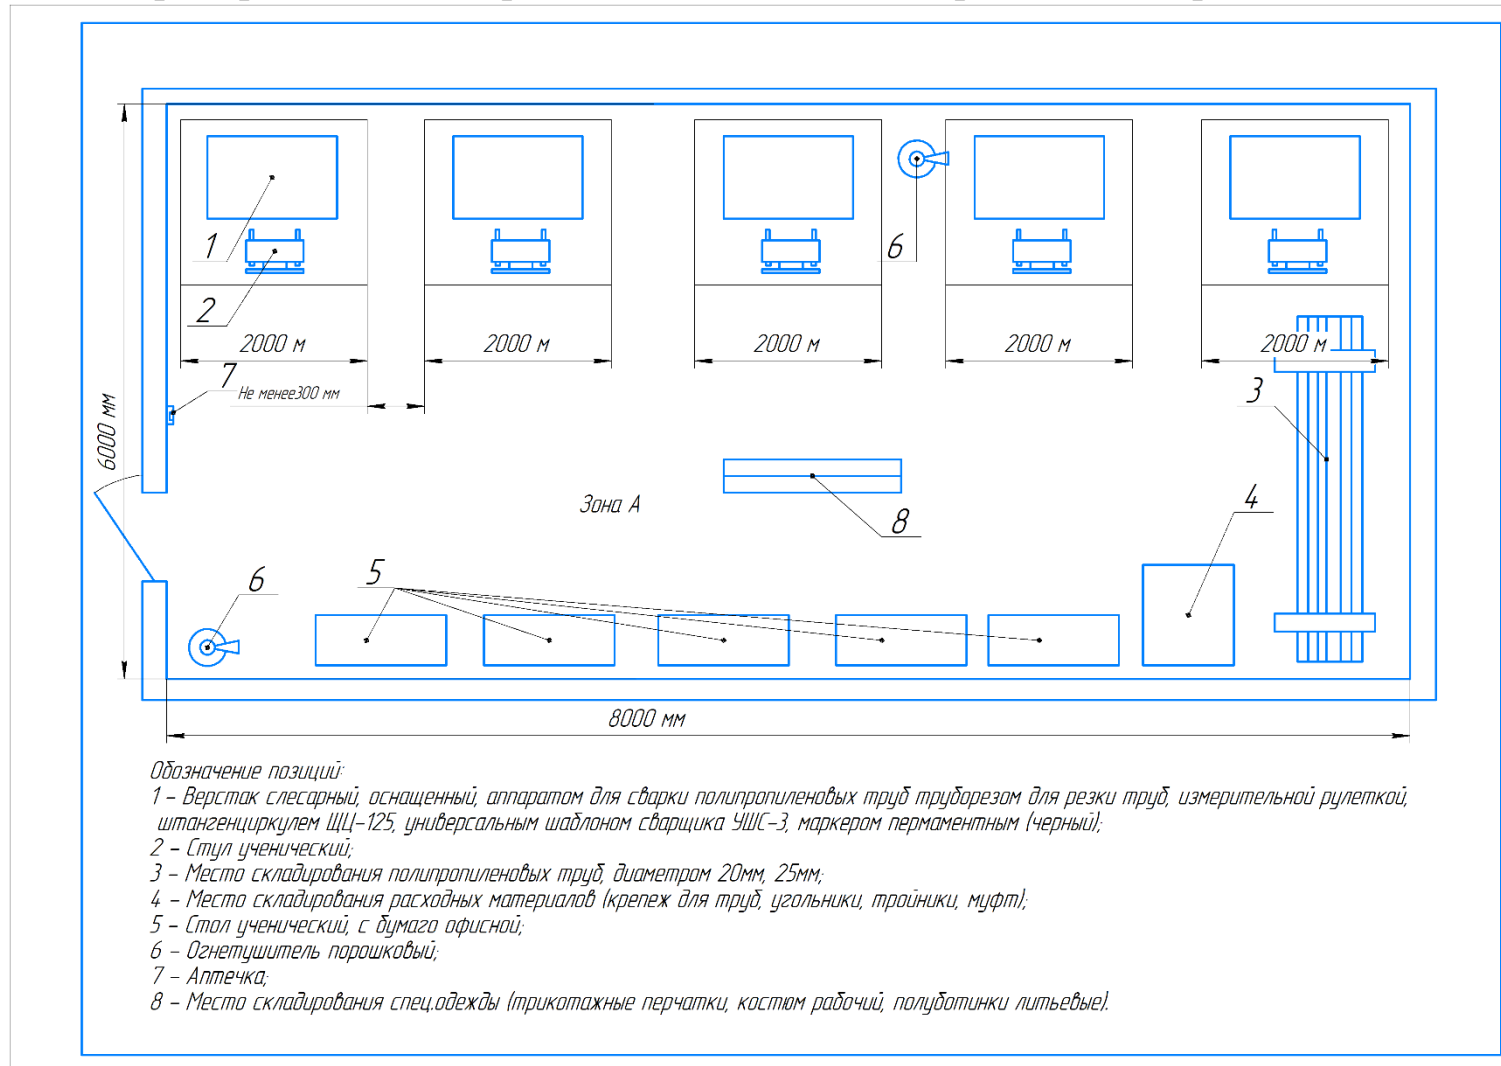 1
2
6
2000 м
2000 м
2000 м
2000 м
2000 м
7
Не менее300 мм
3
6000 мм
Зона А
8
4
6
5
8000 мм
Обозначение позиций:
1 – Верстак слесарный, оснащенный, аппаратом для сварки полипропиленовых труб труборезом для резки труб, измерительной рулеткой,
штангенциркулем ШЦ–125, универсальным шаблоном сварщика УШС–3, маркером пермаментным (черный);
2 – Стул ученический;
3 – Место складирования полипропиленовых труб, диаметром 20мм, 25мм;
4 – Место складирования расходных материалов (крепеж для труб, угольники, тройники, муфт);
5 – Стол ученический, с бумаго офисной;
6 – Огнетушитель порошковый;
7 – Аптечка;
8 – Место складирования спец.одежды (трикотажные перчатки, костюм рабочий, полуботинки литьевые).